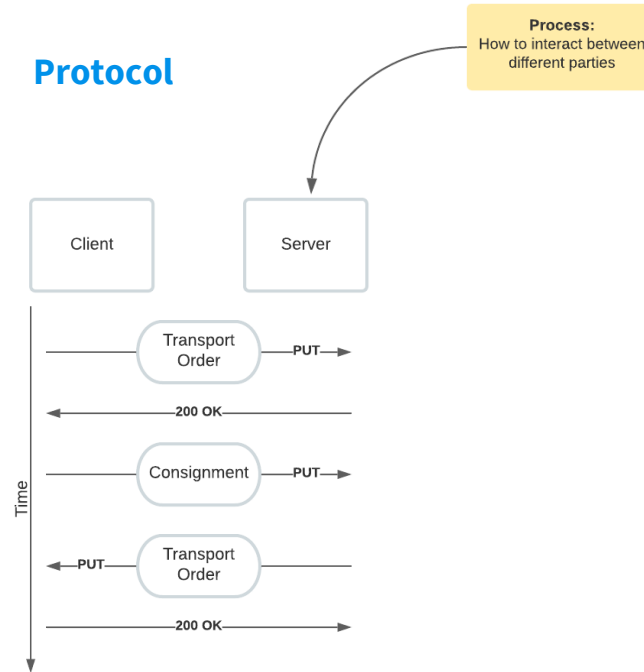 Process:
How to interact between
different parties
Protocol
Client
Server
Transport
Order
PUT
200 OK
Consignment
PUT
Time
Transport
Order
PUT
200 OK